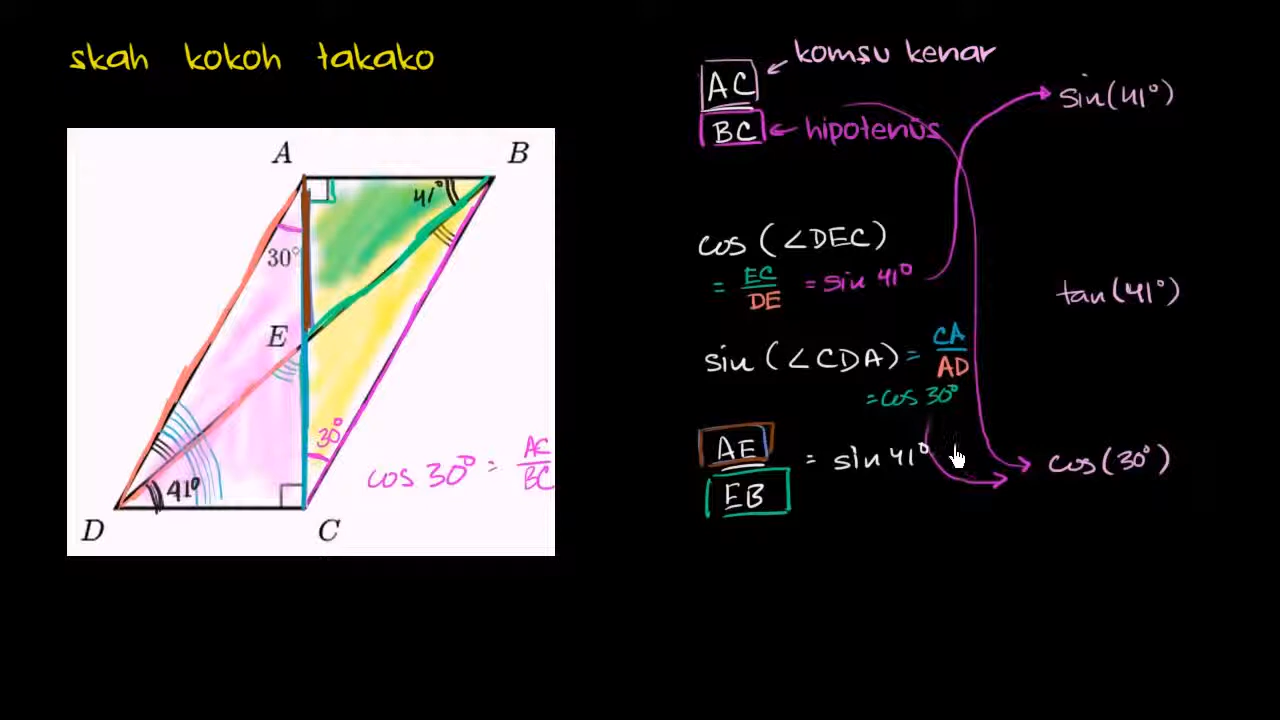 skah kokoh takako
AC
BC
komşu kenar
hipotenüs
sin(41°)
cos (∠DEC)
= EC
DE
= sin 41°
tan(41°)
sin (∠CDA) = CA
AD
= cos 30°
AE
EB
= sin 41°
cos(30°)
A
B
41°
30°
E
30°
cos 30° = AC
BC
41°
D
C